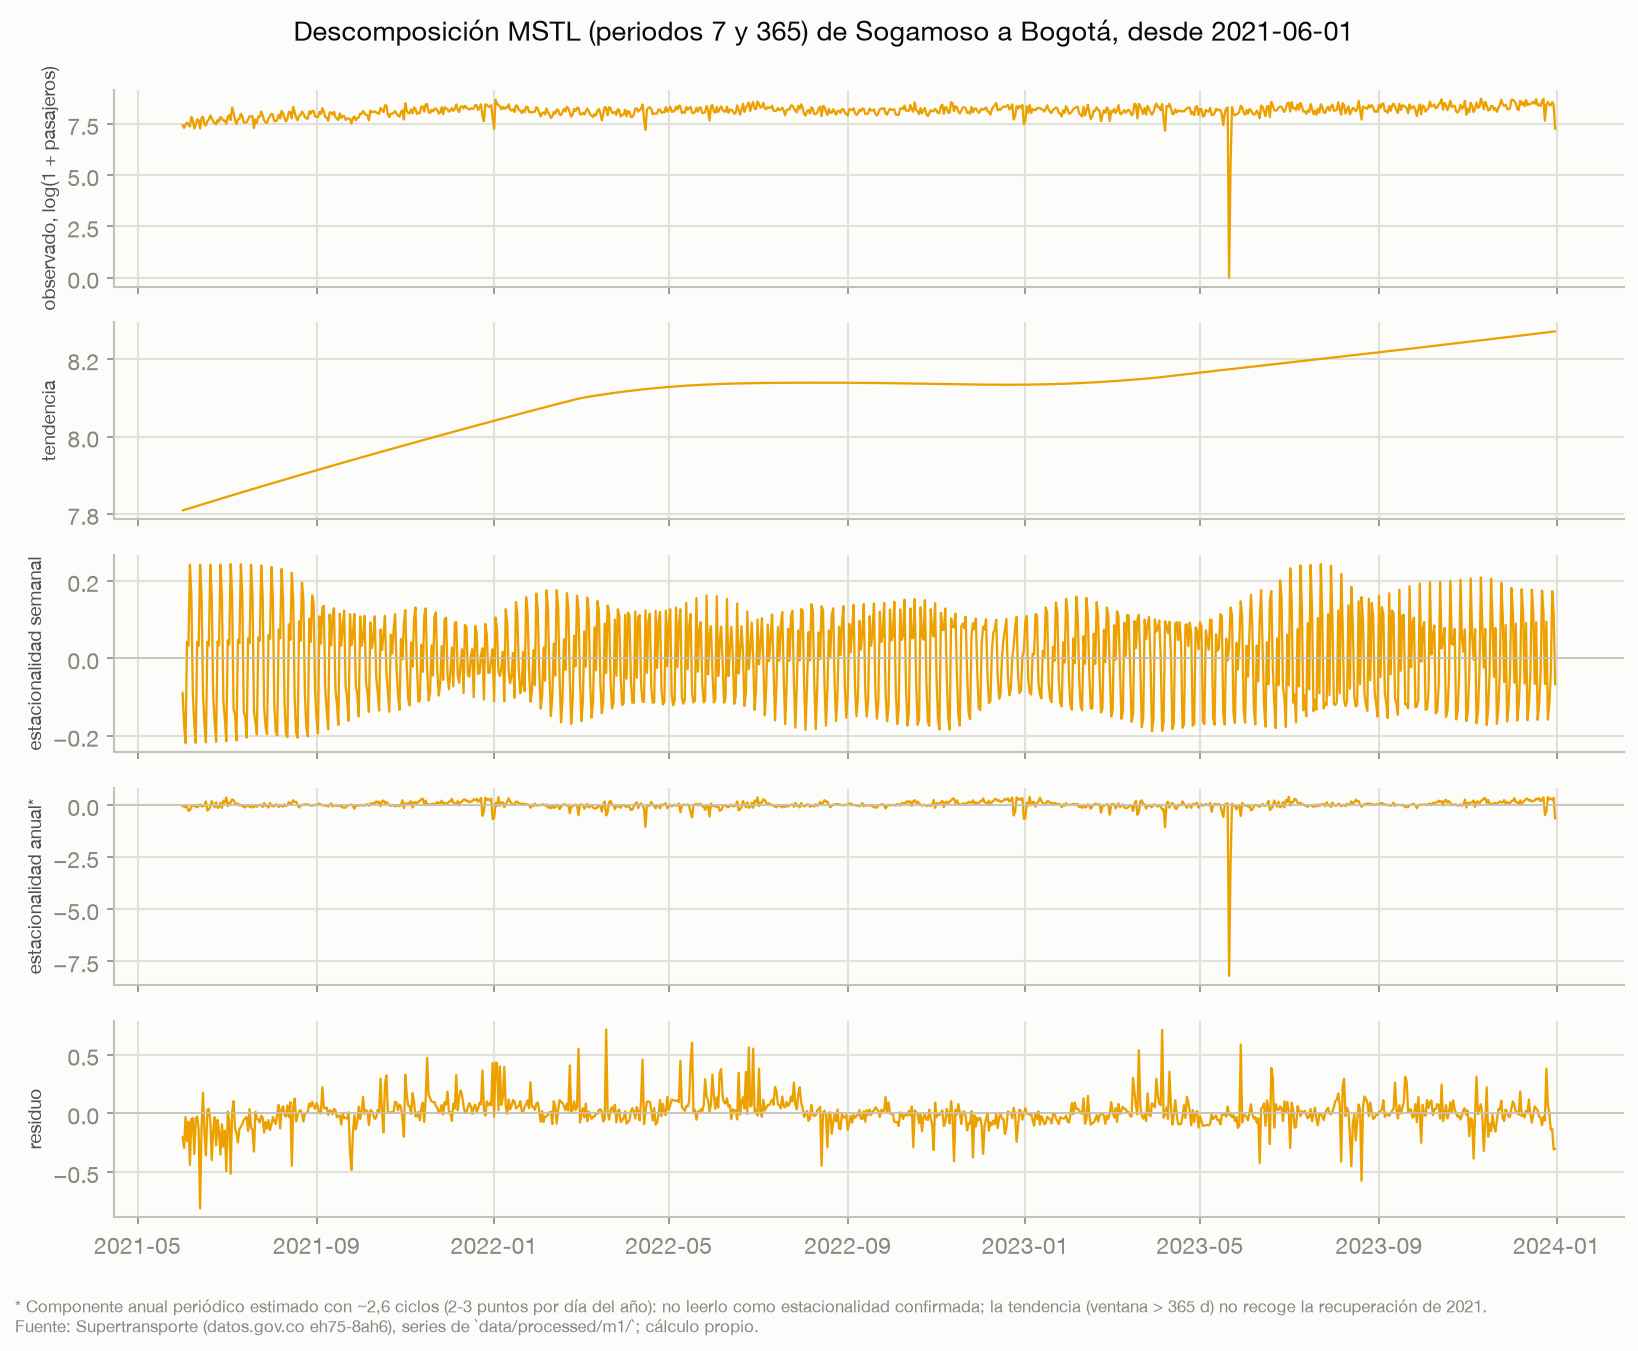 Descomposición MSTL (periodos 7 y 365) de Sogamoso a Bogotá, desde 2021-06-01
observado, log(1 + pasajeros)
7.5
5.0
2.5
0.0
tendencia
8.2
8.0
7.8
estacionalidad semanal
0.2
0.0
−0.2
estacionalidad anual*
0.0
−2.5
−5.0
−7.5
residuo
0.5
0.0
−0.5
2021-05 2021-09 2022-01 2022-05 2022-09 2023-01 2023-05 2023-09 2024-01
* Componente anual periódico estimado con ~2,6 ciclos (2-3 puntos por día del año): no leerlo como estacionalidad confirmada; la tendencia (ventana > 365 d) no recoge la recuperación de 2021.
Fuente: Supertransporte (datos.gov.co eh75-8ah6), series de `data/processed/m1/`; cálculo propio.